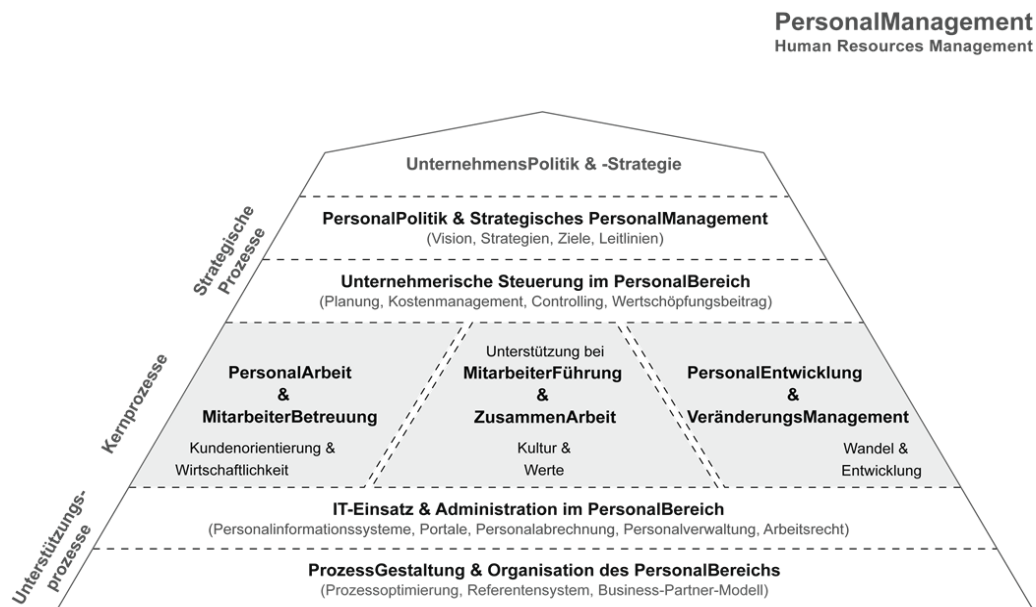 PersonalManagement
Human Resources Management
UnternehmensPolitik & -Strategie
Strategische
Prozesse
PersonalPolitik & Strategisches PersonalManagement
(Vision, Strategien, Ziele, Leitlinien)
Unternehmerische Steuerung im PersonalBereich
(Planung, Kostenmanagement, Controlling, Wertschöpfungsbeitrag)
Kernprozesse
PersonalArbeit
&
MitarbeiterBetreuung
Kundenorientierung &
Wirtschaftlichkeit
Unterstützung bei
MitarbeiterFührung
&
ZusammenArbeit
Kultur &
Werte
PersonalEntwicklung
&
VeränderungsManagement
Wandel &
Entwicklung
Unterstützungs-
prozesse
IT-Einsatz & Administration im PersonalBereich
(Personalinformationssysteme, Portale, Personalabrechnung, Personalverwaltung, Arbeitsrecht)
ProzessGestaltung & Organisation des PersonalBereichs
(Prozessoptimierung, Referentensystem, Business-Partner-Modell)